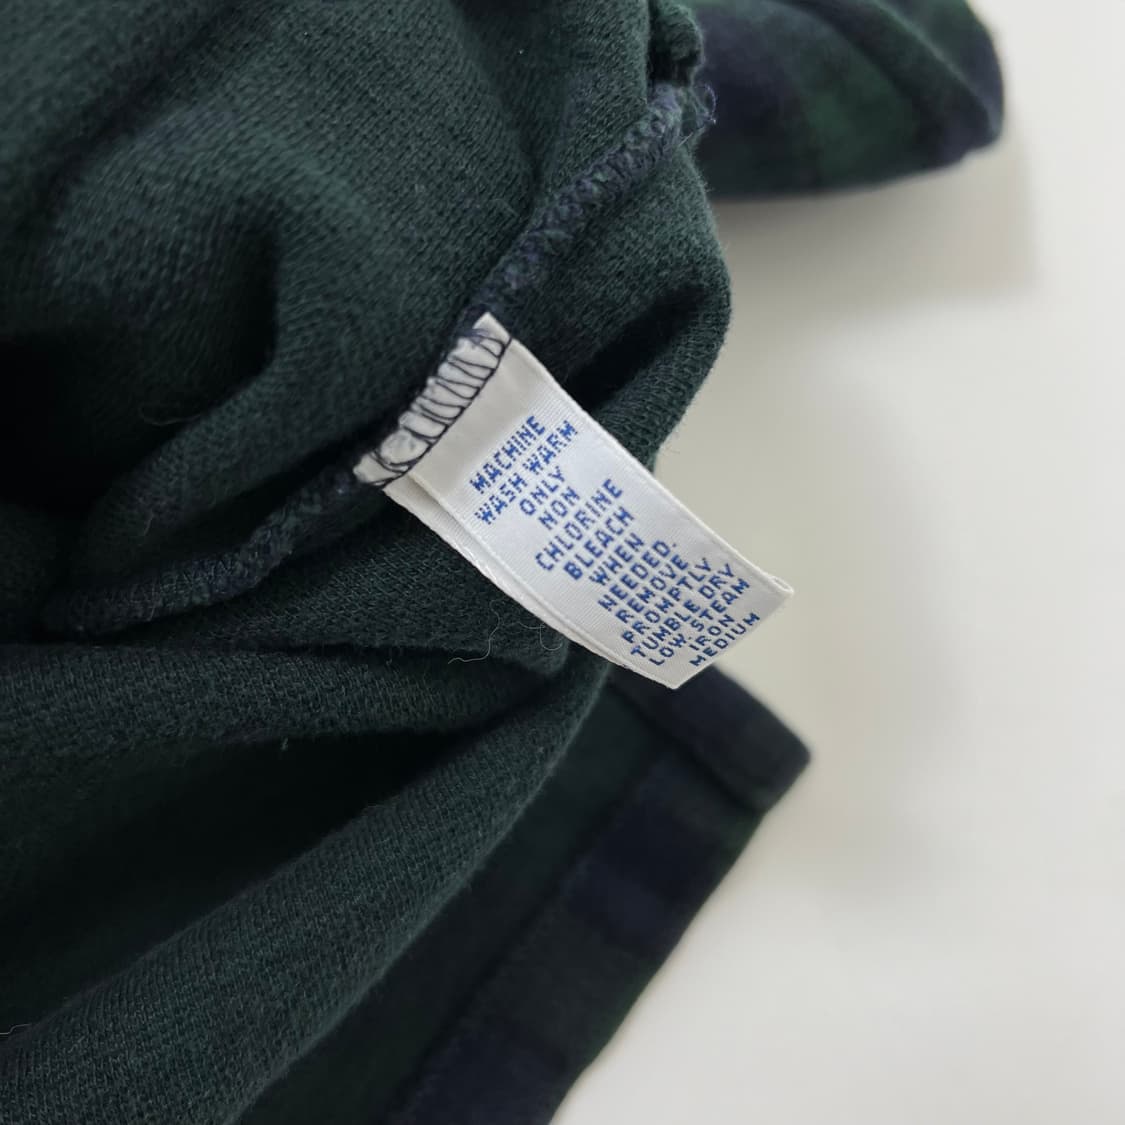 MACHINE
WASH WARM
ONLY
NON
CHLORINE
BLEACH
WHEN
NEEDED
REMOVE
PROMPTLY
TUMBLE DRY
LOW. STEAM
IRON
MEDIUM